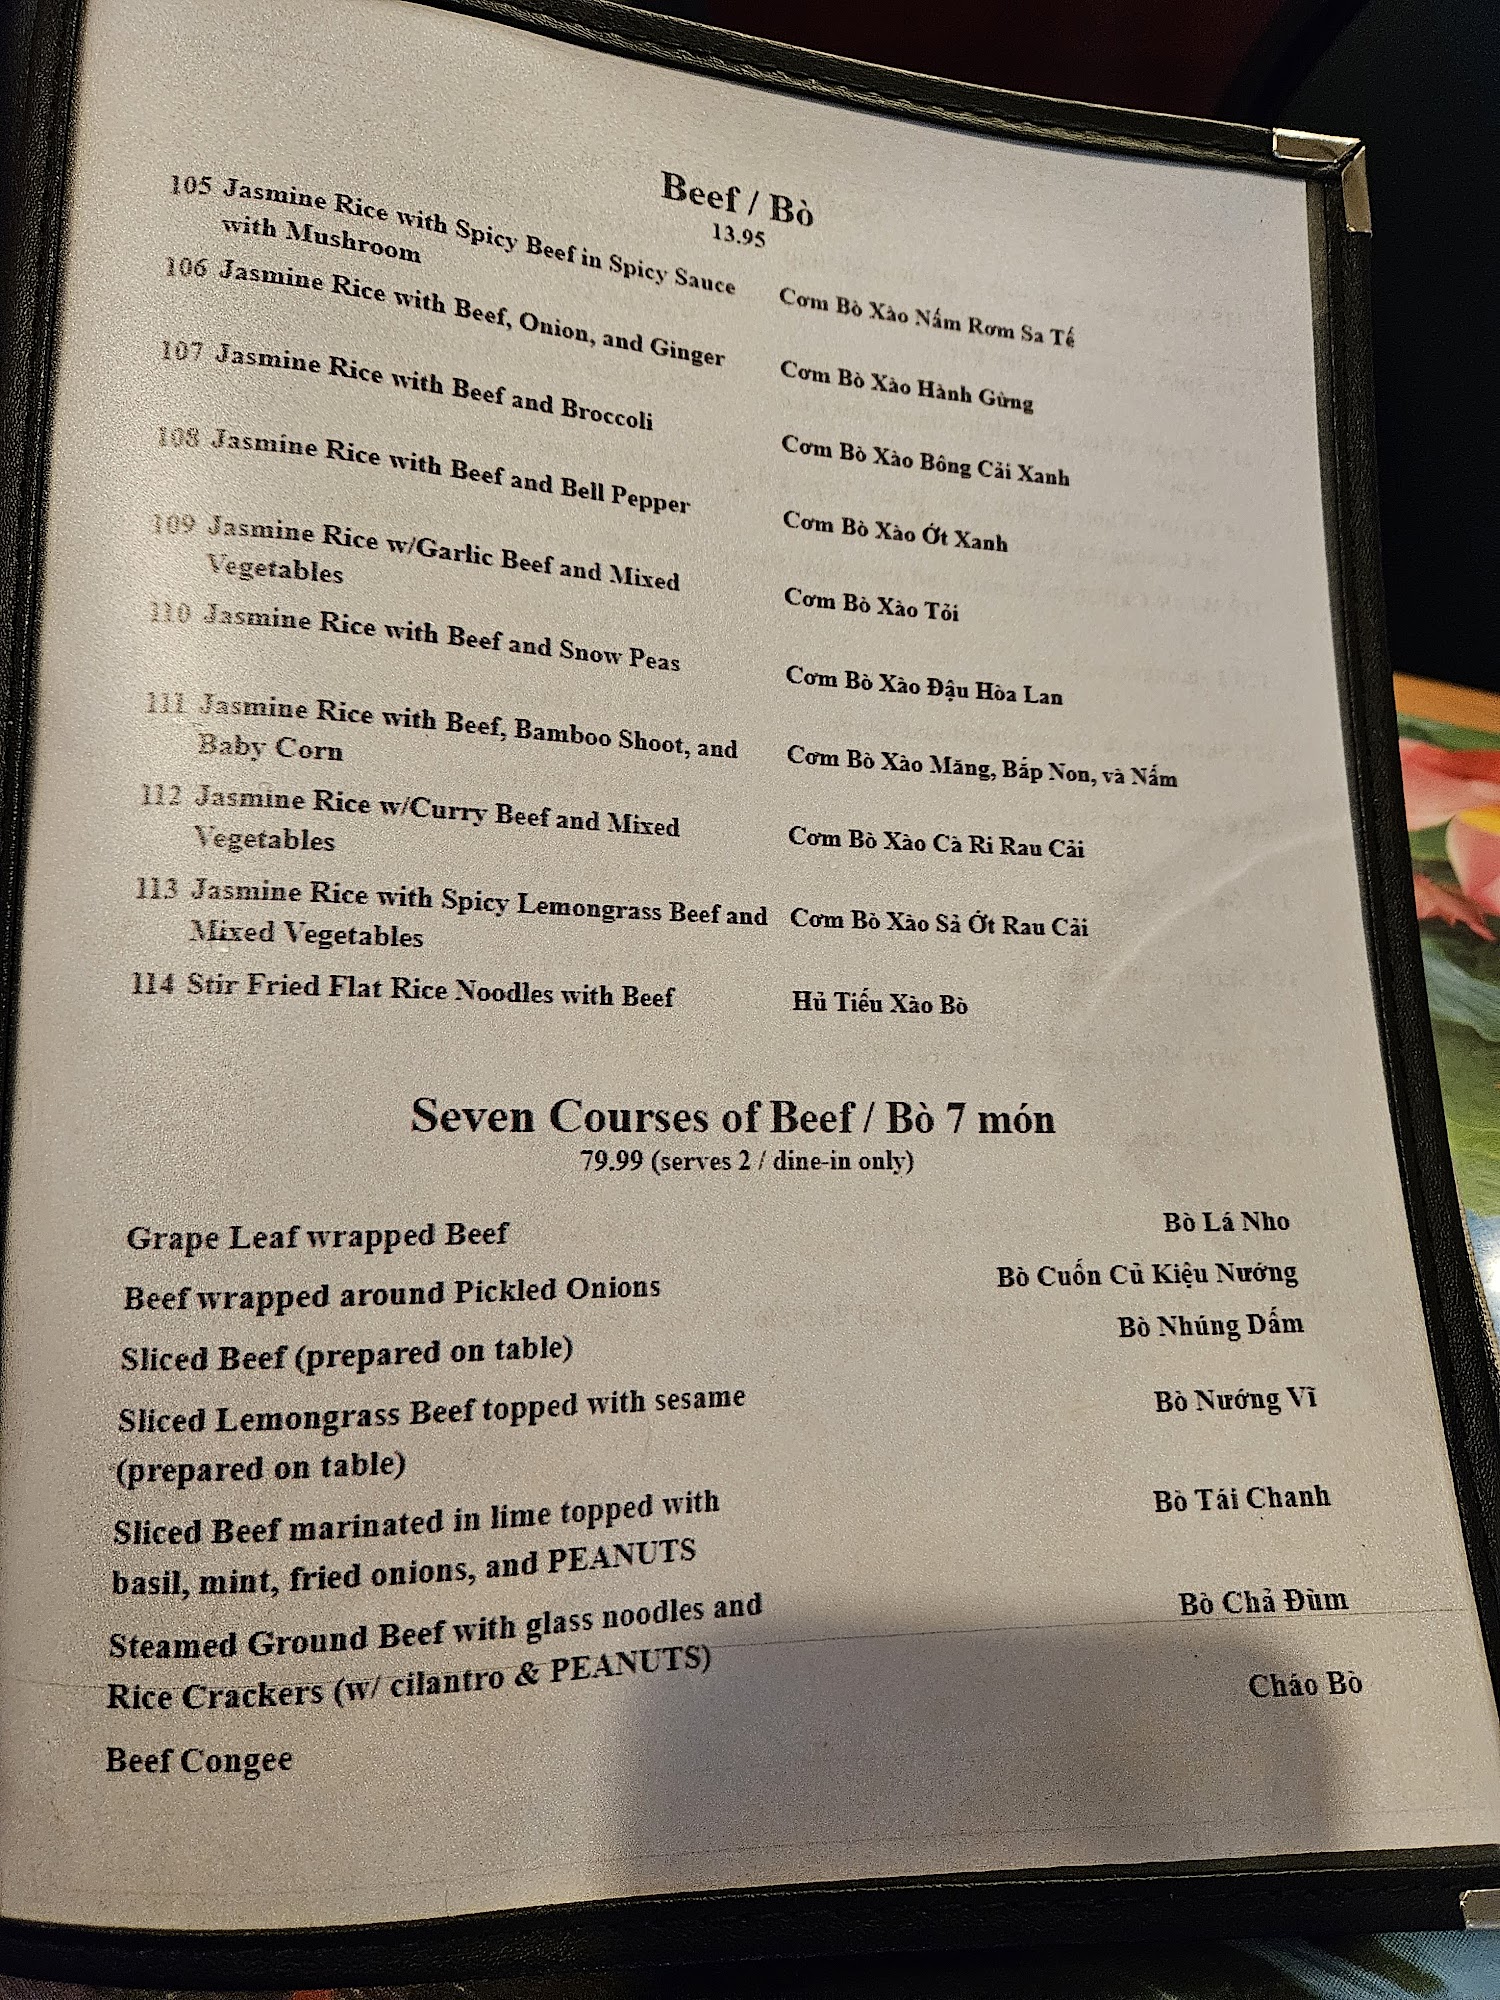 Beef / Bò
13.95
105 Jasmine Rice with Spicy Beef in Spicy Sauce
with Mushroom
Cơm Bò Xào Nấm Rơm Sa Tế
106 Jasmine Rice with Beef, Onion, and Ginger
Cơm Bò Xào Hành Gừng
107 Jasmine Rice with Beef and Broccoli
Cơm Bò Xào Bông Cải Xanh
108 Jasmine Rice with Beef and Bell Pepper
Cơm Bò Xào Ớt Xanh
109 Jasmine Rice w/Garlic Beef and Mixed
Vegetables
Cơm Bò Xào Tỏi
110 Jasmine Rice with Beef and Snow Peas
Cơm Bò Xào Đậu Hòa Lan
111 Jasmine Rice with Beef, Bamboo Shoot, and
Baby Corn
Cơm Bò Xào Măng, Bắp Non, và Nấm
112 Jasmine Rice w/Curry Beef and Mixed
Vegetables
Cơm Bò Xào Cà Ri Rau Cải
113 Jasmine Rice with Spicy Lemongrass Beef and
Mixed Vegetables
Cơm Bò Xào Sả Ớt Rau Cải
114 Stir Fried Flat Rice Noodles with Beef
Hủ Tiếu Xào Bò
Seven Courses of Beef / Bò 7 món
79.99 (serves 2 / dine-in only)
Grape Leaf wrapped Beef
Bò Lá Nho
Beef wrapped around Pickled Onions
Bò Cuốn Củ Kiệu Nướng
Sliced Beef (prepared on table)
Bò Nhúng Dấm
Sliced Lemongrass Beef topped with sesame
(prepared on table)
Bò Nướng Vĩ
Sliced Beef marinated in lime topped with
basil, mint, fried onions, and PEANUTS
Bò Tái Chanh
Steamed Ground Beef with glass noodles and
Rice Crackers (w/ cilantro & PEANUTS)
Bò Chả Đùm
Beef Congee
Cháo Bò